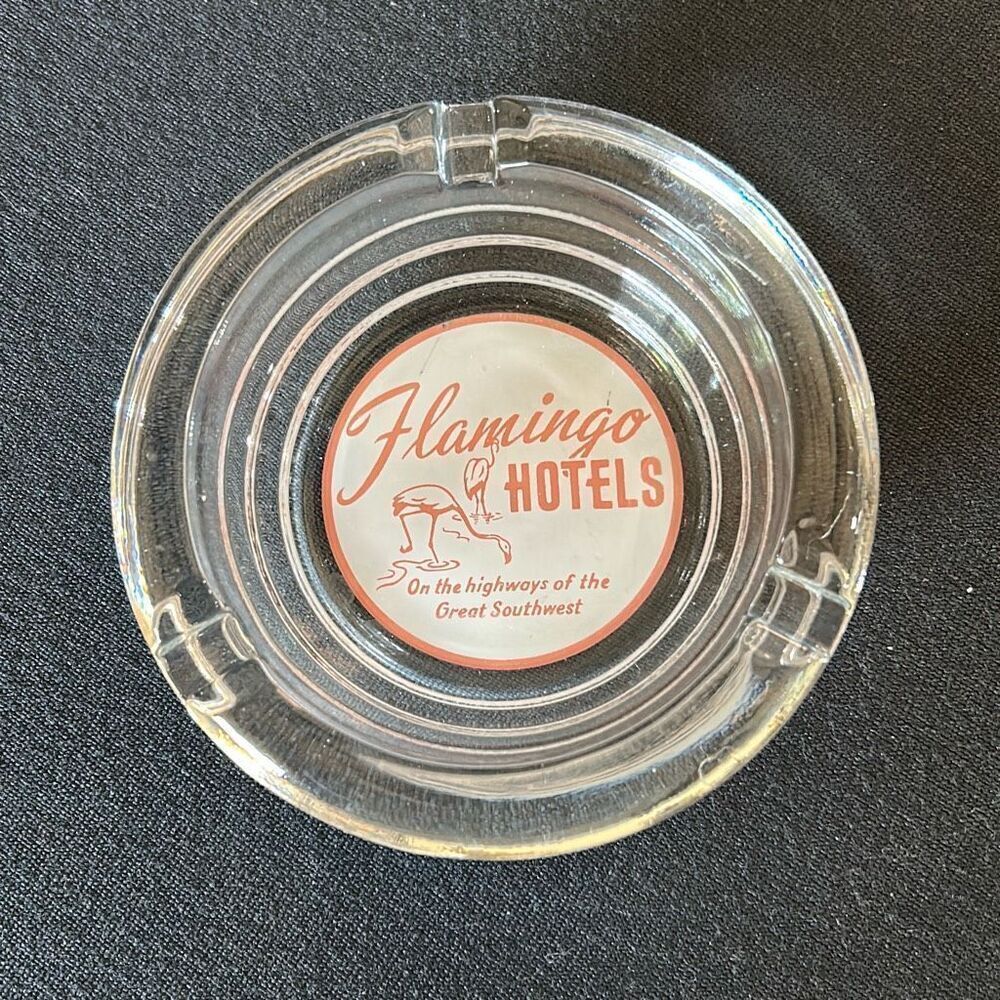 Flamingo
HOTELS
On the highways of the
Great Southwest